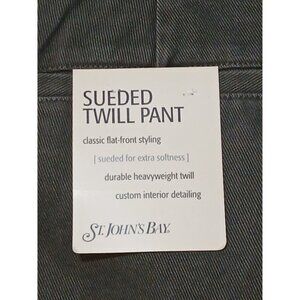 SUEDED
TWILL PANT
classic flat-front styling
[ sueded for extra softness ]
durable heavyweight twill
custom interior detailing
ST. JOHN'S BAY®